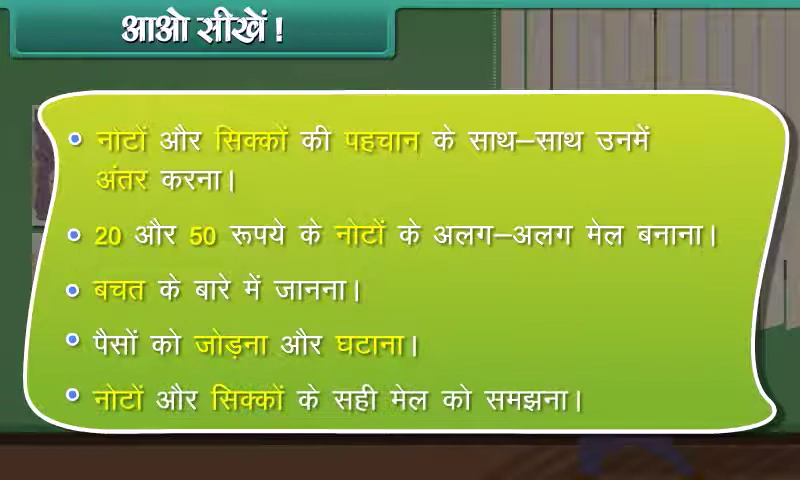 आओ सीखें!
नोटों और सिक्कों की पहचान के साथ–साथ उनमें
अंतर करना।
20 और 50 रूपये के नोटों के अलग–अलग मेल बनाना।
बचत के बारे में जानना।
पैसों को जोड़ना और घटाना।
नोटों और सिक्कों के सही मेल को समझना।